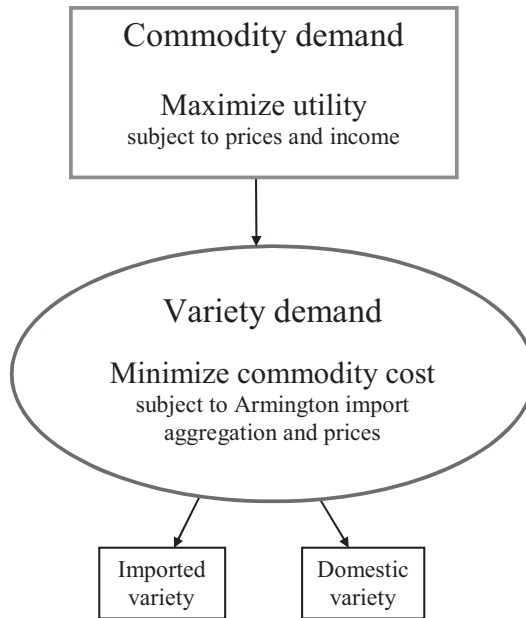 Commodity demand
Maximize utility
subject to prices and income
Variety demand
Minimize commodity cost
subject to Armington import
aggregation and prices
Imported
variety
Domestic
variety